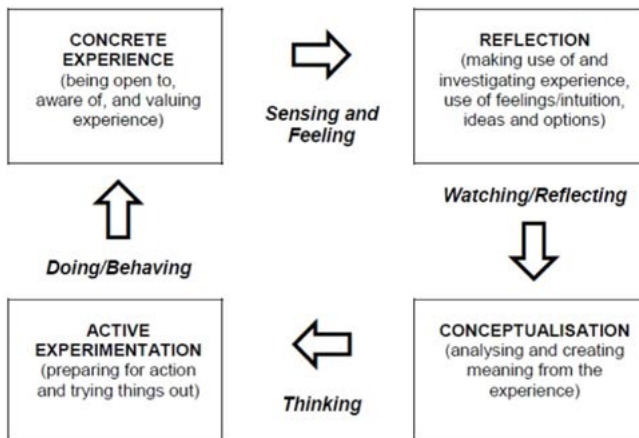 CONCRETE
EXPERIENCE
(being open to,
aware of, and valuing
experience)
Sensing and
Feeling
REFLECTION
(making use of and
investigating experience,
use of feelings/intuition,
ideas and options)
Watching/Reflecting
CONCEPTUALISATION
(analysing and creating
meaning from the
experience)
Thinking
ACTIVE
EXPERIMENTATION
(preparing for action
and trying things out)
Doing/Behaving